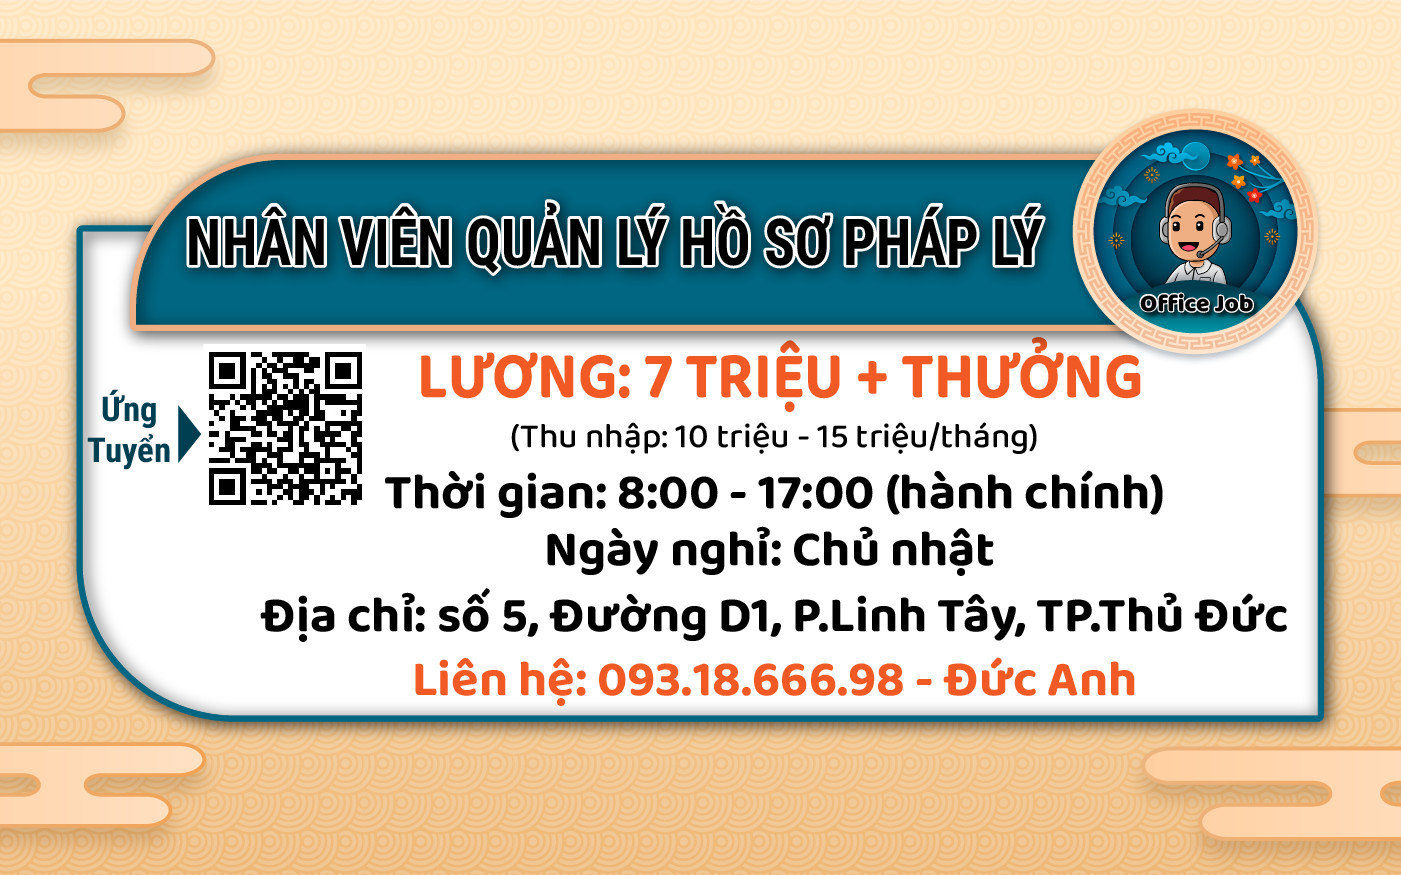 NHÂN VIÊN QUẢN LÝ HỒ SƠ PHÁP LÝ
Office Job
Ứng
Tuyển
LƯƠNG: 7 TRIỆU + THƯỞNG
(Thu nhập: 10 triệu - 15 triệu/tháng)
Thời gian: 8:00 - 17:00 (hành chính)
Ngày nghỉ: Chủ nhật
Địa chỉ: số 5, Đường D1, P.Linh Tây, TP.Thủ Đức
Liên hệ: 093.18.666.98 - Đức Anh